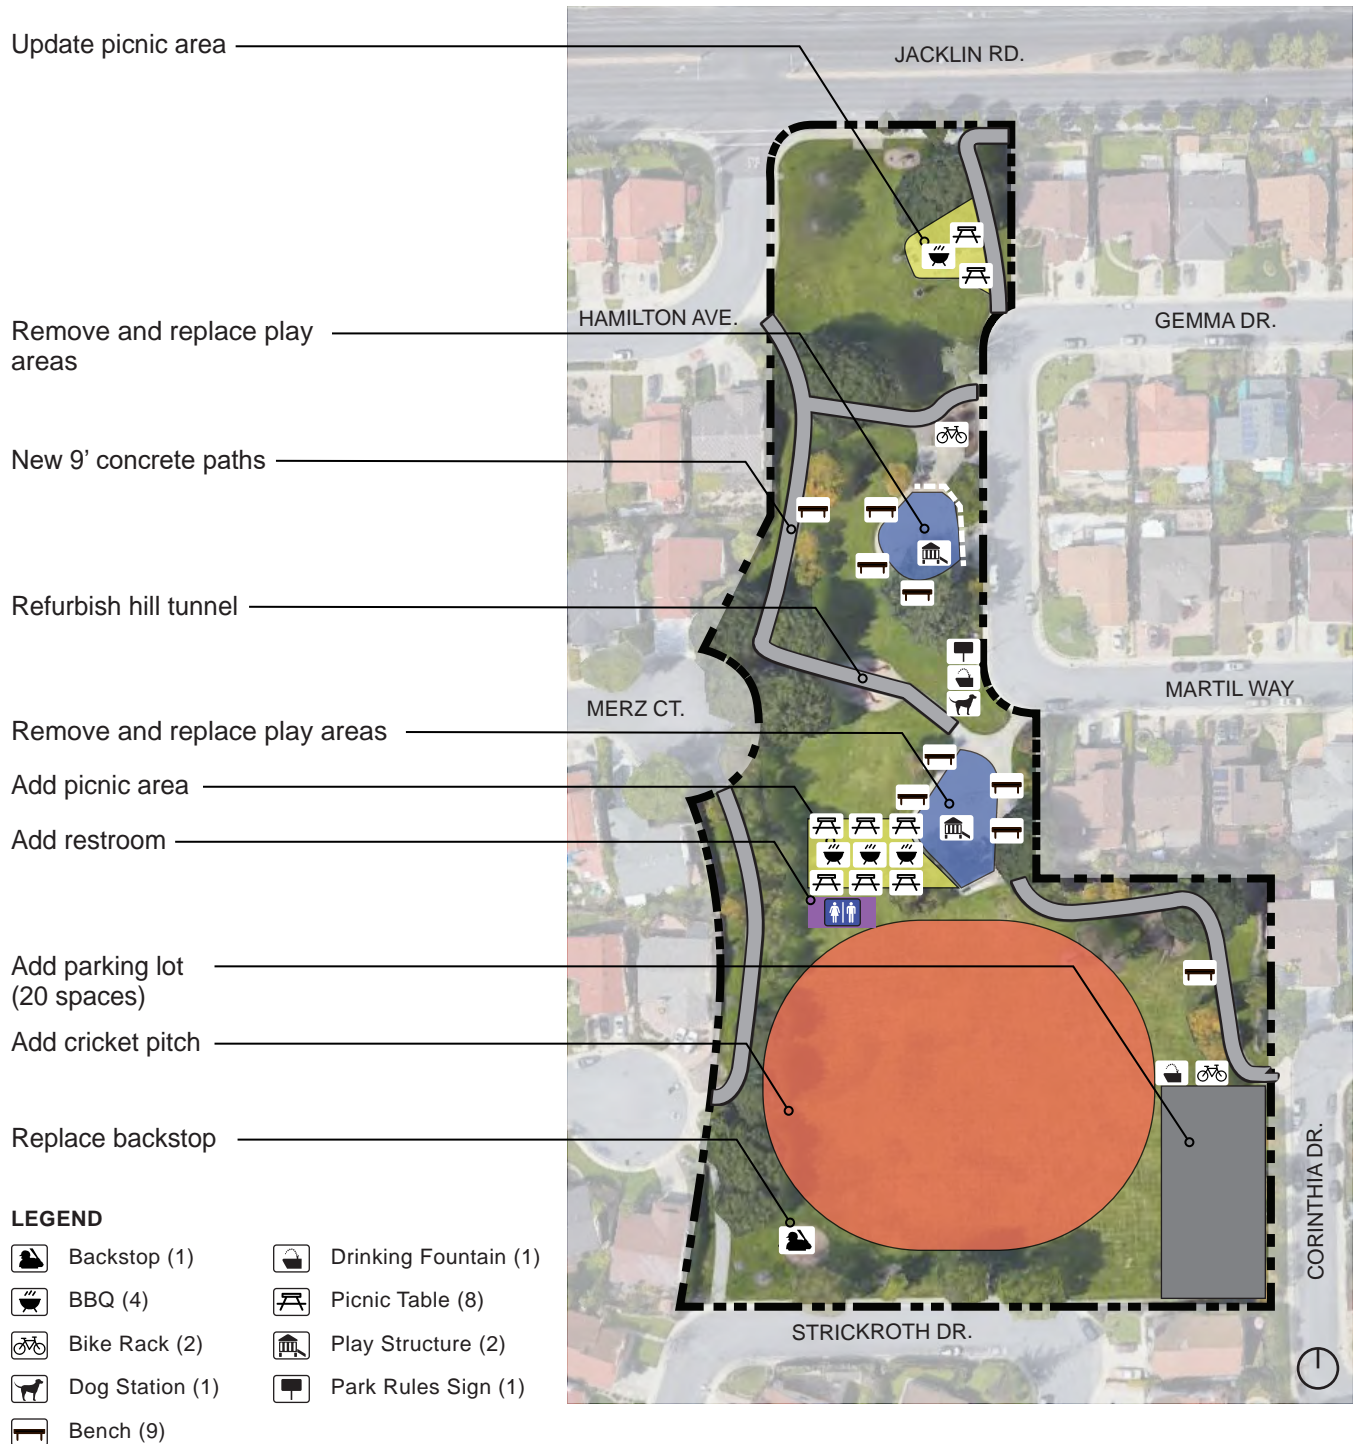 Update picnic area
JACKLIN RD.
HAMILTON AVE.
GEMMA DR.
Remove and replace play
areas
New 9' concrete paths
Refurbish hill tunnel
MARTIL WAY
MERZ CT.
Remove and replace play areas
Add picnic area
Add restroom
Add parking lot
(20 spaces)
Add cricket pitch
Replace backstop
CORINTHIA DR.
STRICKROTH DR.
LEGEND
Backstop (1)
BBQ (4)
Bike Rack (2)
Dog Station (1)
Bench (9)
Drinking Fountain (1)
Picnic Table (8)
Play Structure (2)
Park Rules Sign (1)